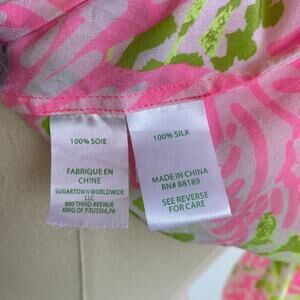 100% SOIE
FABRIQUE EN
CHINE
SUGARTOWN WORLDWIDE
LLC
800 THIRD AVENUE
KING OF PRUSSIA,PA
100% SILK
MADE IN CHINA
RN# 88189
SEE REVERSE
FOR CARE